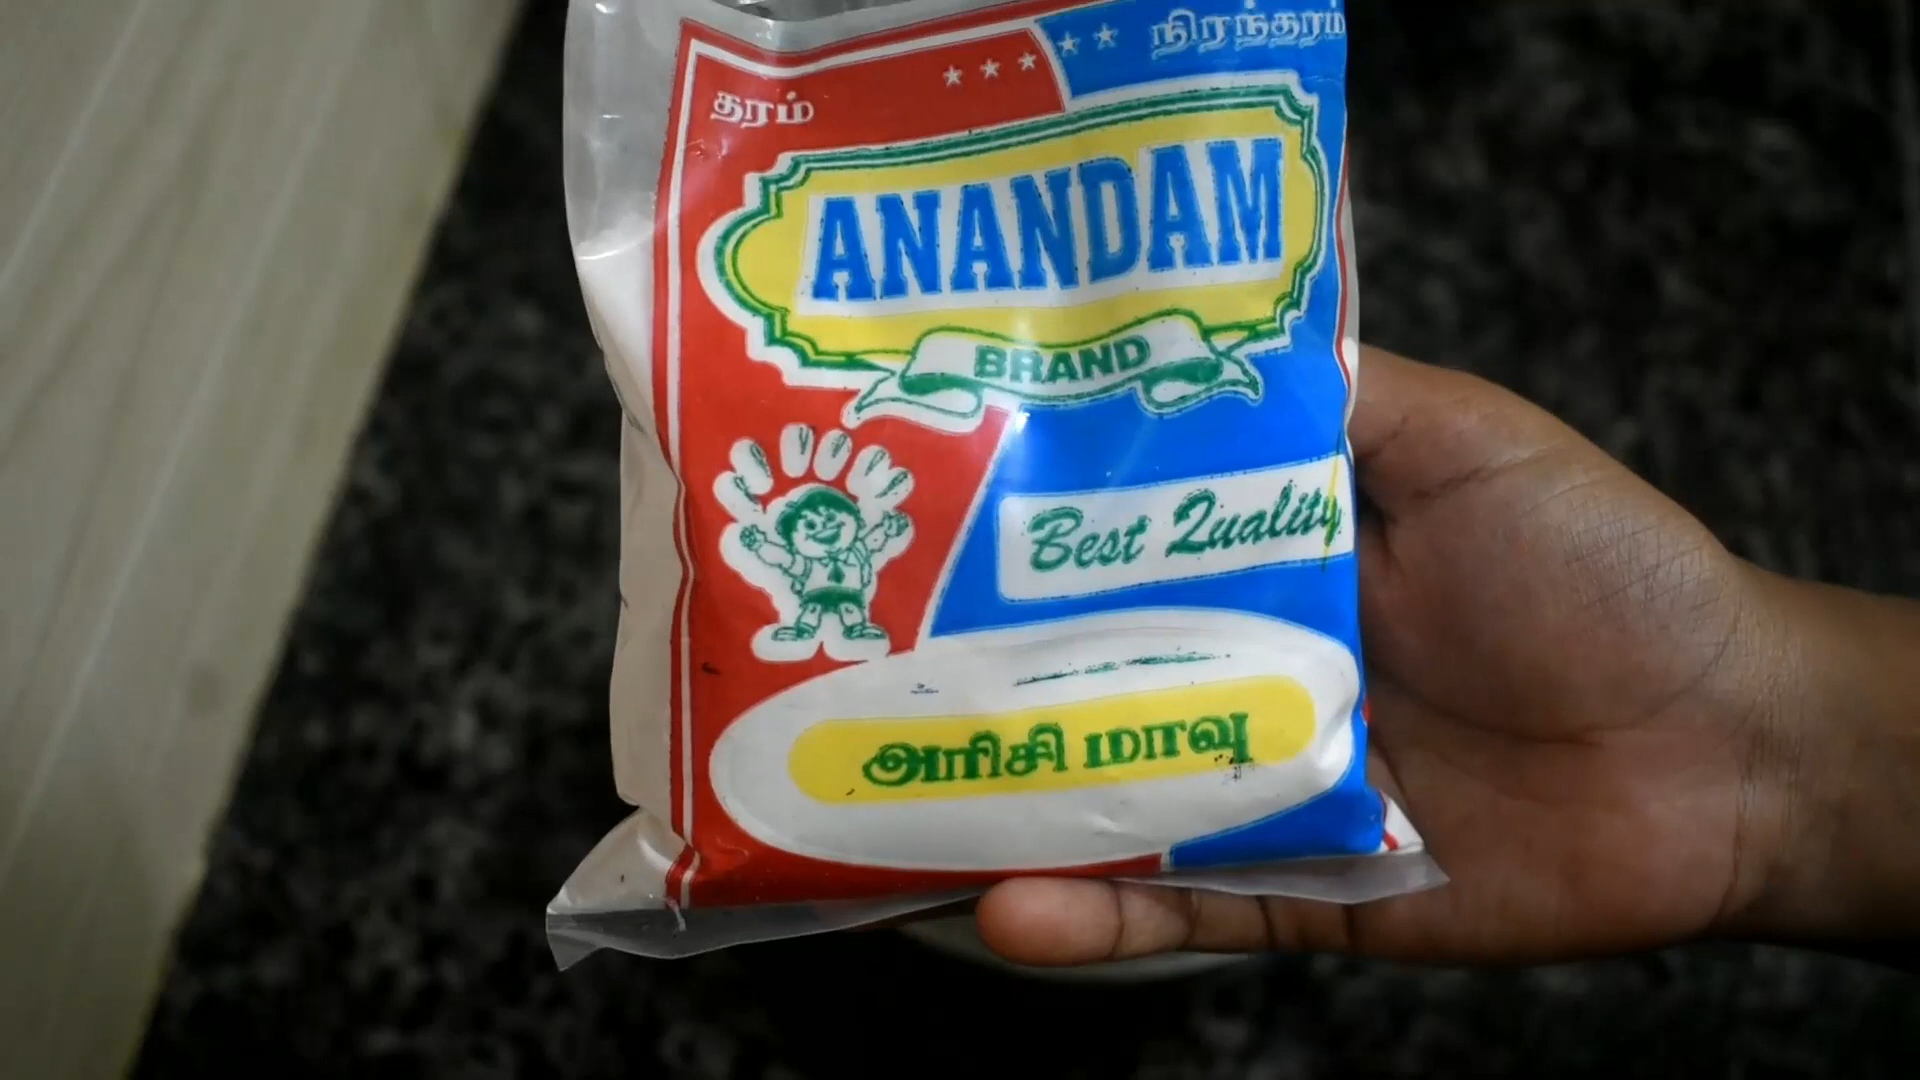 தரம்
நிரந்தரம்
ANANDAM
BRAND
Best Quality
அரிசி மாவு